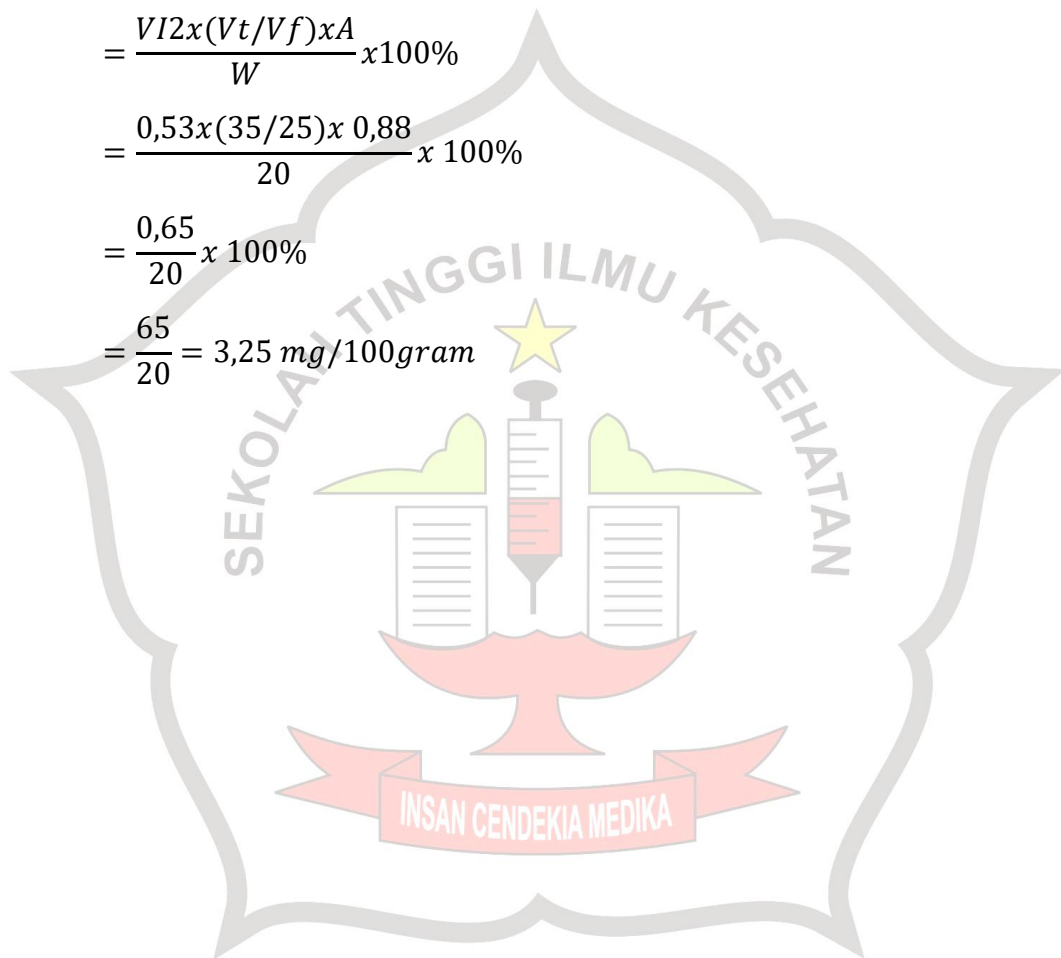 = VI2x(Vt/Vf)xA / W x100%
= 0,53x(35/25)x 0,88 / 20 x 100%
= 0,65 / 20 x 100%
= 65 / 20 = 3,25 mg/100gram
SEKOLAH TINGGI ILMU KESEHATAN
INSAN CENDEKIA MEDIKA